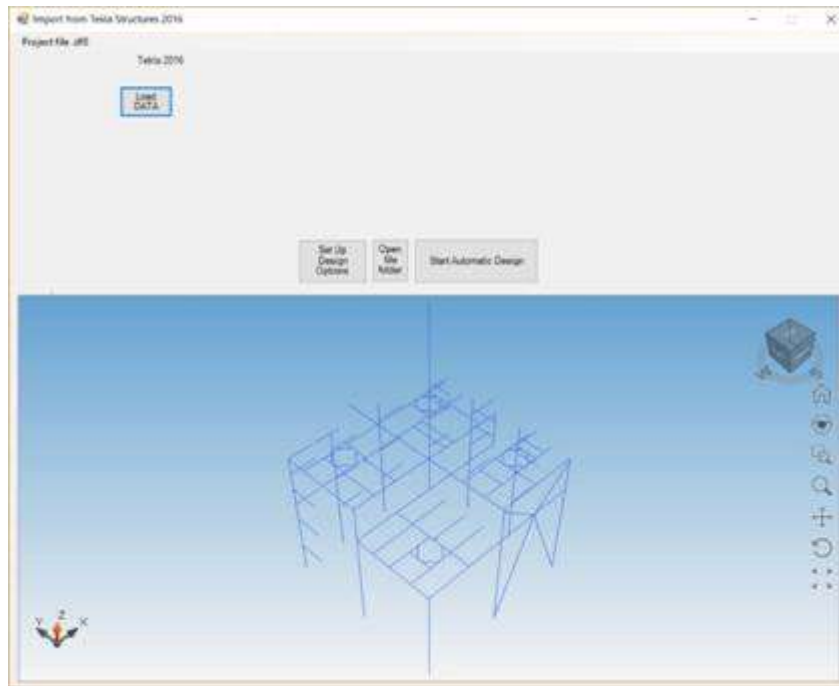 Import from Tekla Structures 2016
Project file .dtl5
Tekla 2016
Load
DATA
Set Up
Design
Options
Open
file
folder
Start Automatic Design
Y Z X